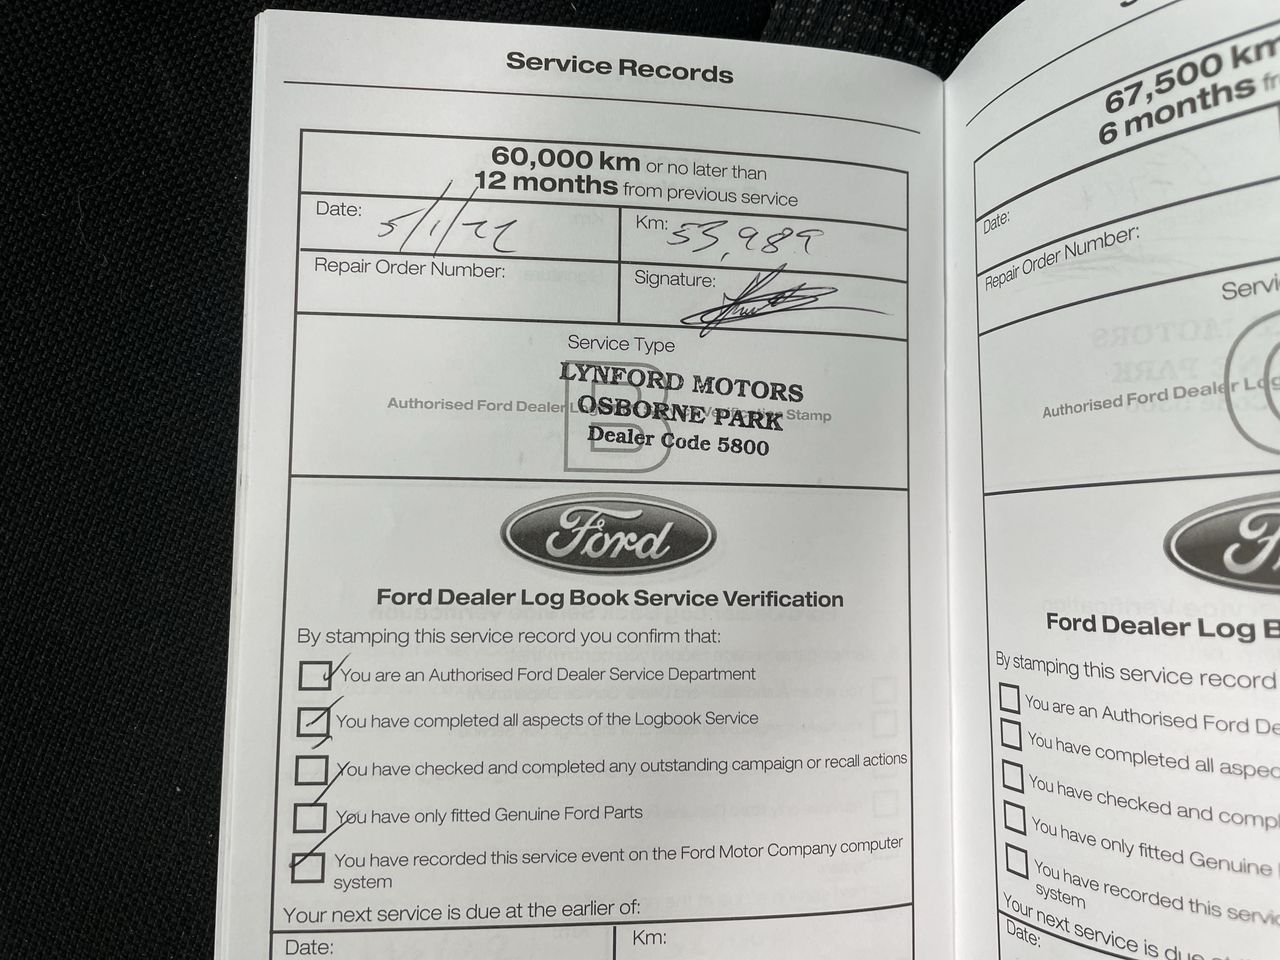 Service Records
60,000 km or no later than
12 months from previous service
Date: 5/1/22
Km: 53,989
Repair Order Number:
Signature:
Service Type
B
Authorised Ford Dealer Verification Stamp
LYNFORD MOTORS
OSBORNE PARK
Dealer Code 5800
Ford
Ford Dealer Log Book Service Verification
By stamping this service record you confirm that:
You are an Authorised Ford Dealer Service Department
You have completed all aspects of the Logbook Service
You have checked and completed any outstanding campaign or recall actions
You have only fitted Genuine Ford Parts
You have recorded this service event on the Ford Motor Company computer
system
Your next service is due at the earlier of:
Date:
Km:
67,500 km
6 months
Date:
Repair Order Number:
Servi
Authorised Ford Dealer Log
Ford Dealer Log B
By stamping this service record
You are an Authorised Ford De
You have completed all aspec
You have checked and compl
You have only fitted Genuine
You have recorded this servic
system
Your next service is du
Date: